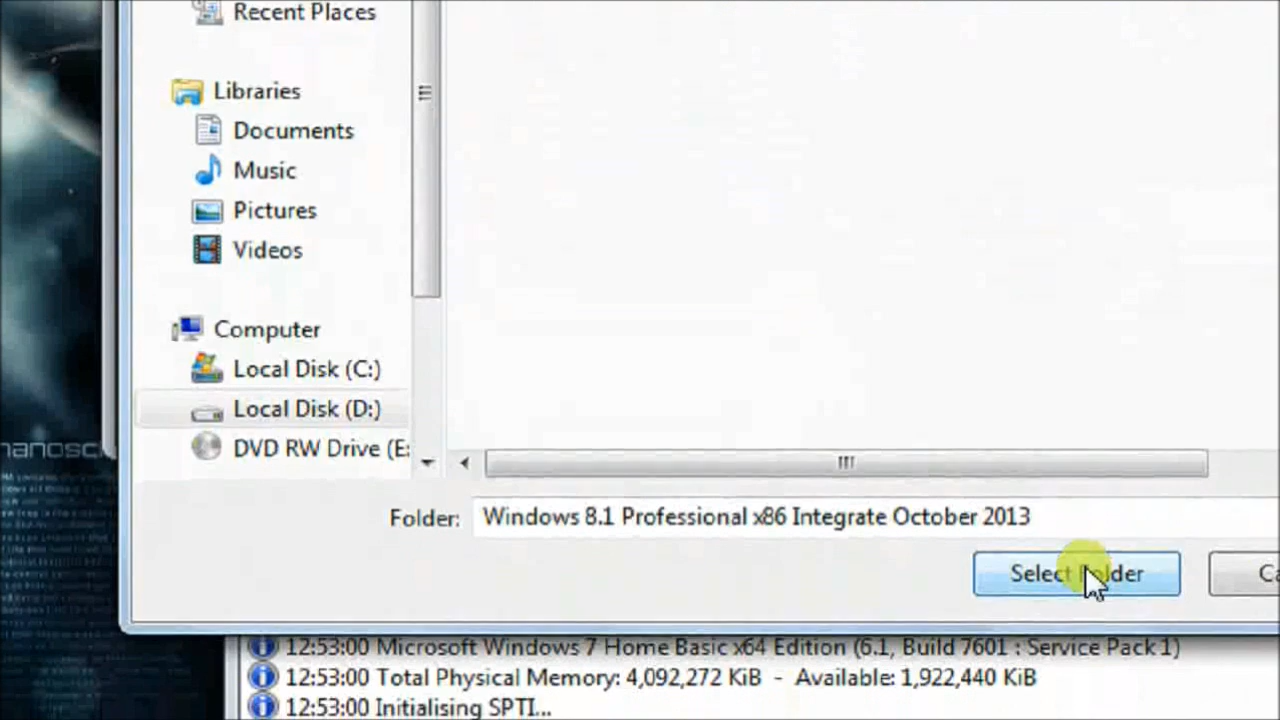 Recent Places
Libraries
Documents
Music
Pictures
Videos
Computer
Local Disk (C:)
Local Disk (D:)
DVD RW Drive (E:
Folder: Windows 8.1 Professional x86 Integrate October 2013
Select Folder
Ca
12:53:00 Microsoft Windows 7 Home Basic x64 Edition (6.1, Build 7601 : Service Pack 1)
12:53:00 Total Physical Memory: 4,092,272 KiB - Available: 1,922,440 KiB
12:53:00 Initialising SPTI...